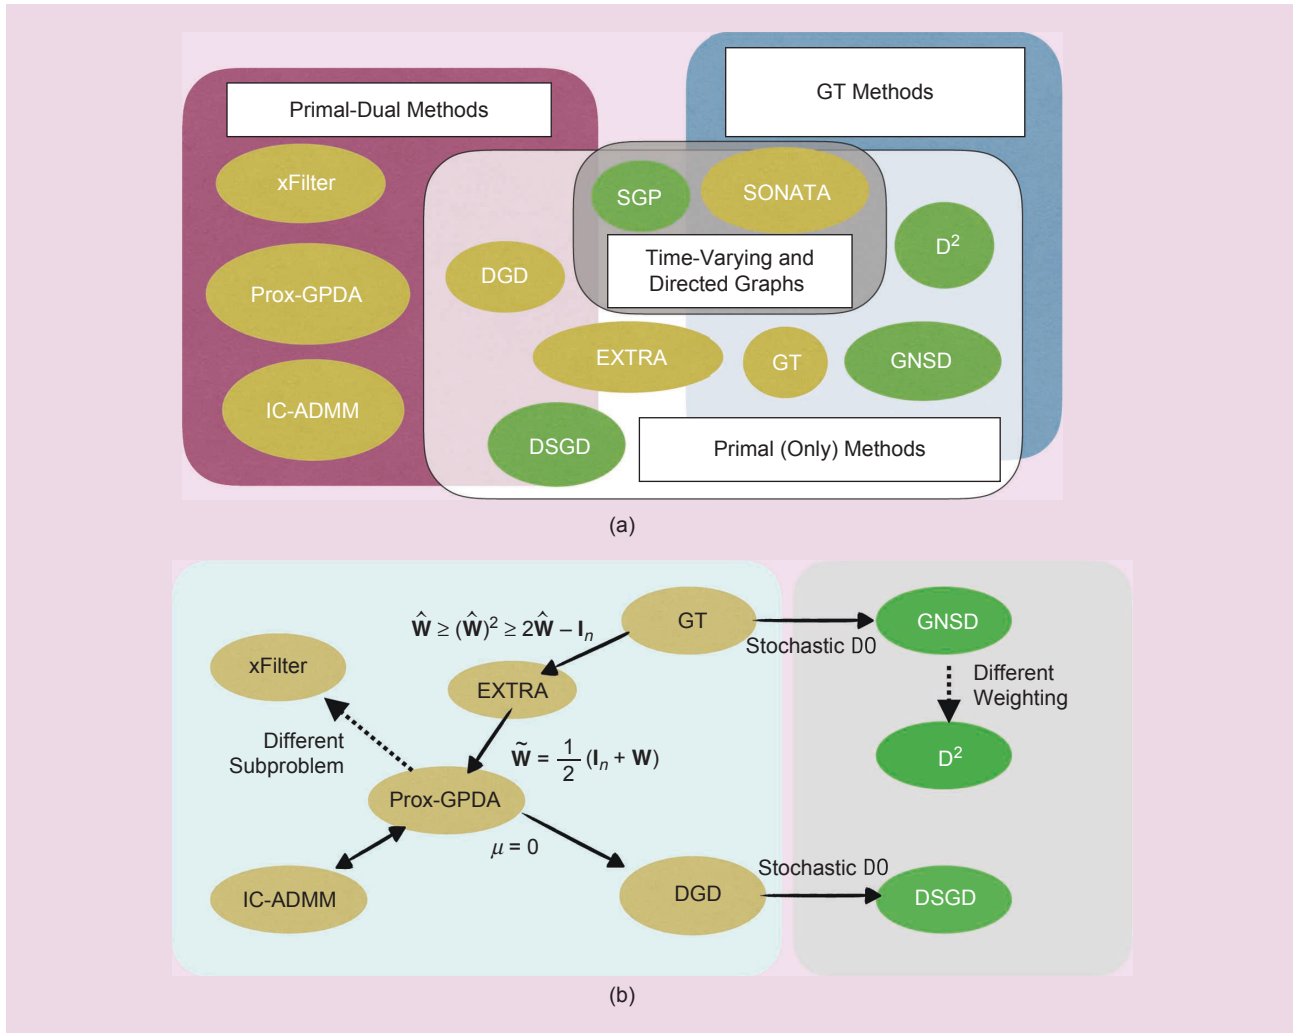 Primal-Dual Methods
GT Methods
xFilter
SGP
SONATA
D²
Time-Varying and
Directed Graphs
DGD
Prox-GPDA
EXTRA
GT
GNSD
IC-ADMM
DSGD
Primal (Only) Methods
(a)
Ŵ ≥ (Ŵ)² ≥ 2Ŵ – Iₙ
GT
Stochastic DO
GNSD
xFilter
EXTRA
Different
Weighting
Different
Subproblem
W̃ = 1/2 (Iₙ + W)
D²
Prox-GPDA
μ = 0
Stochastic DO
IC-ADMM
DGD
DSGD
(b)